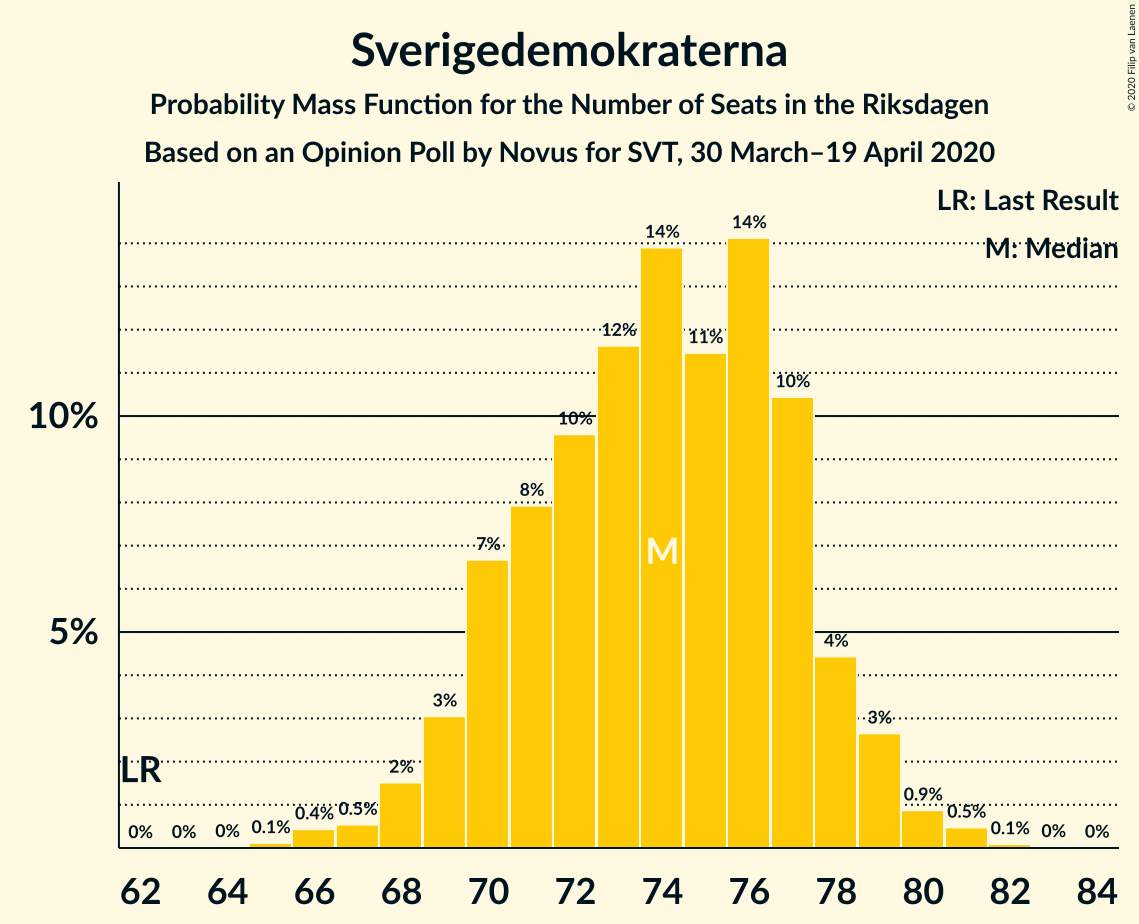 Sverigedemokraterna
Probability Mass Function for the Number of Seats in the Riksdagen
Based on an Opinion Poll by Novus for SVT, 30 March–19 April 2020
© 2020 Filip van Laenen
LR: Last Result
M: Median
10%
5%
LR
M
0%
0%
0%
0.1%
0.4%
0.5%
2%
3%
7%
8%
10%
12%
14%
11%
14%
10%
4%
3%
0.9%
0.5%
0.1%
0%
0%
62 64 66 68 70 72 74 76 78 80 82 84